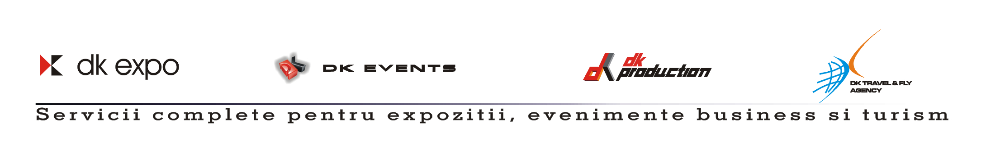 dk expo
DK EVENTS
dk
production
DK TRAVEL & FLY
AGENCY
Servicii complete pentru expozitii, evenimente business si turism